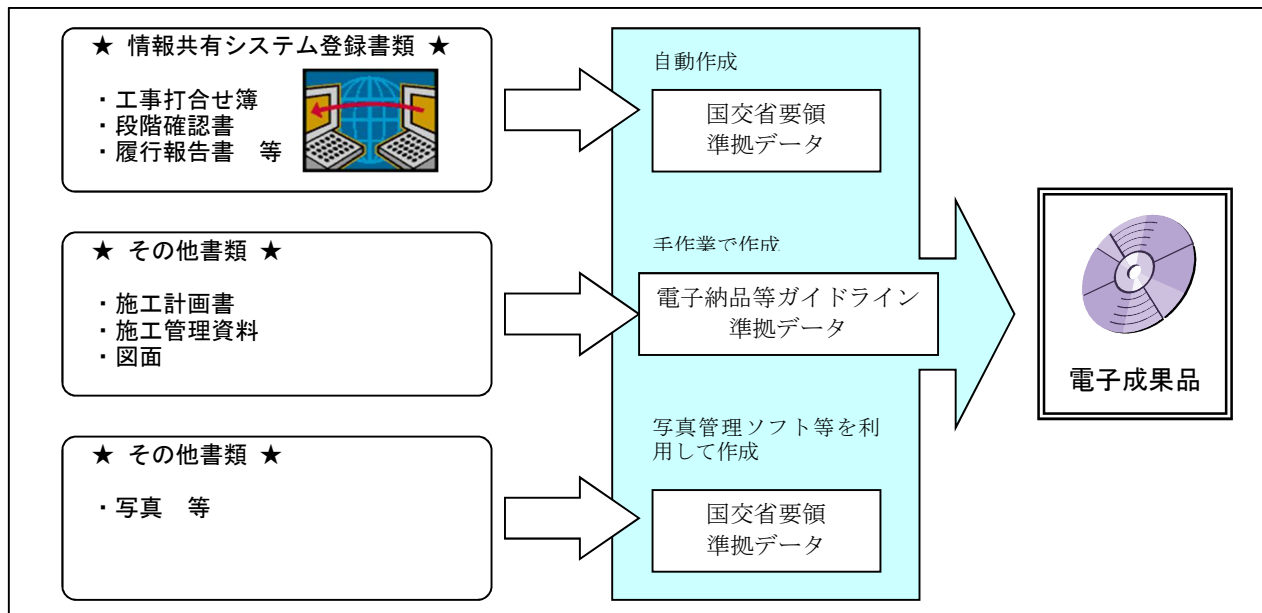 ★ 情報共有システム登録書類 ★
・工事打合せ簿
・段階確認書
・履行報告書　等
自動作成
国交省要領
準拠データ
★ その他書類 ★
・施工計画書
・施工管理資料
・図面
手作業で作成
電子納品等ガイドライン
準拠データ
★ その他書類 ★
・写真　等
写真管理ソフト等を利
用して作成
国交省要領
準拠データ
電子成果品